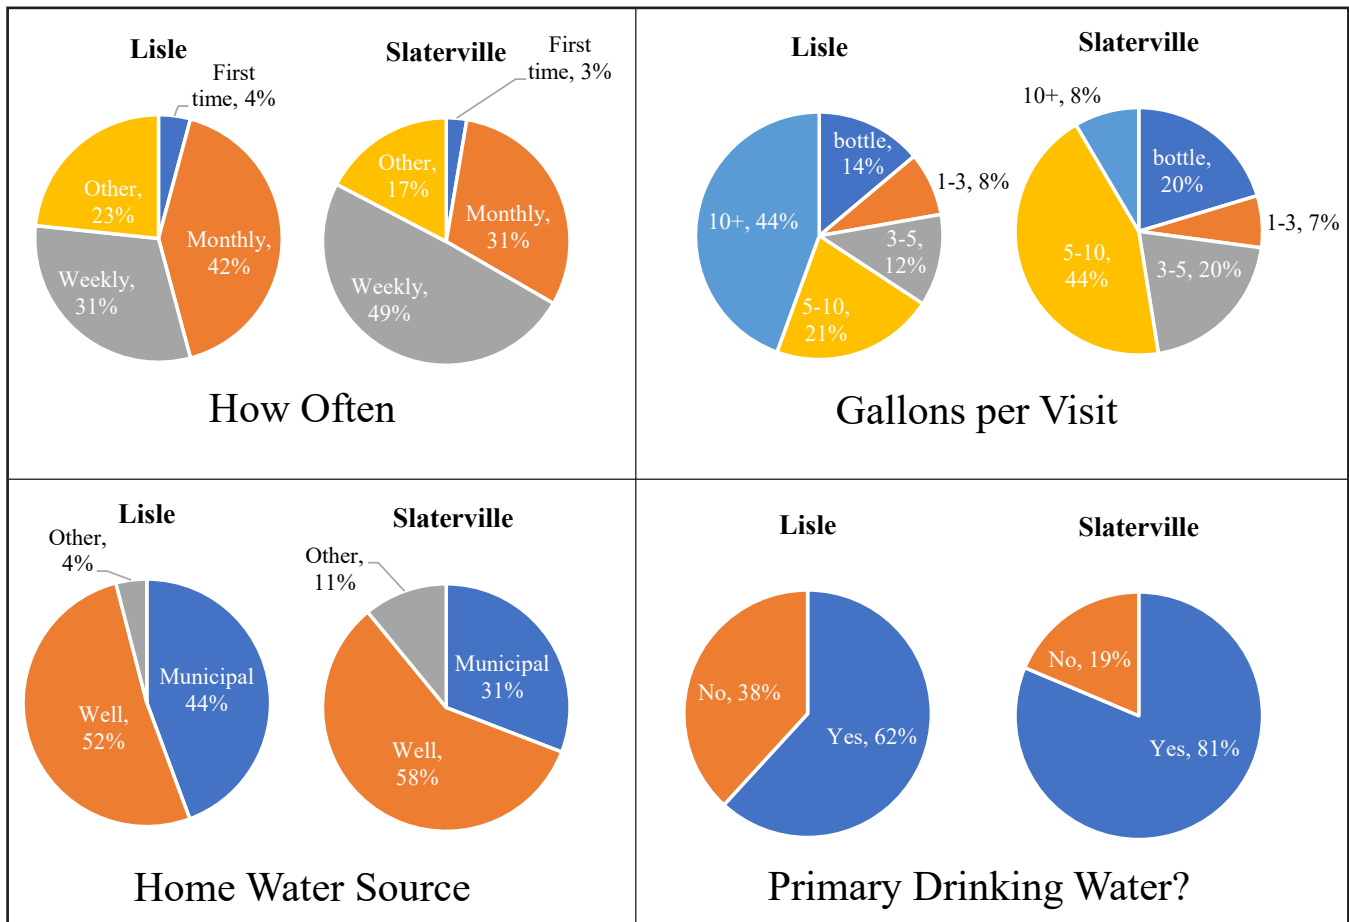 Lisle
First
time, 4%
Other,
23%
Monthly,
42%
Weekly,
31%
Slaterville
First
time, 3%
Other,
17%
Monthly,
31%
Weekly,
49%
How Often
Lisle
bottle,
14%
1-3, 8%
10+, 44%
3-5,
12%
5-10,
21%
Slaterville
10+, 8%
bottle,
20%
1-3, 7%
5-10,
44%
3-5, 20%
Gallons per Visit
Lisle
Other,
4%
Municipal
44%
Well,
52%
Slaterville
Other,
11%
Municipal
31%
Well,
58%
Home Water Source
Lisle
No, 38%
Yes, 62%
Slaterville
No, 19%
Yes, 81%
Primary Drinking Water?